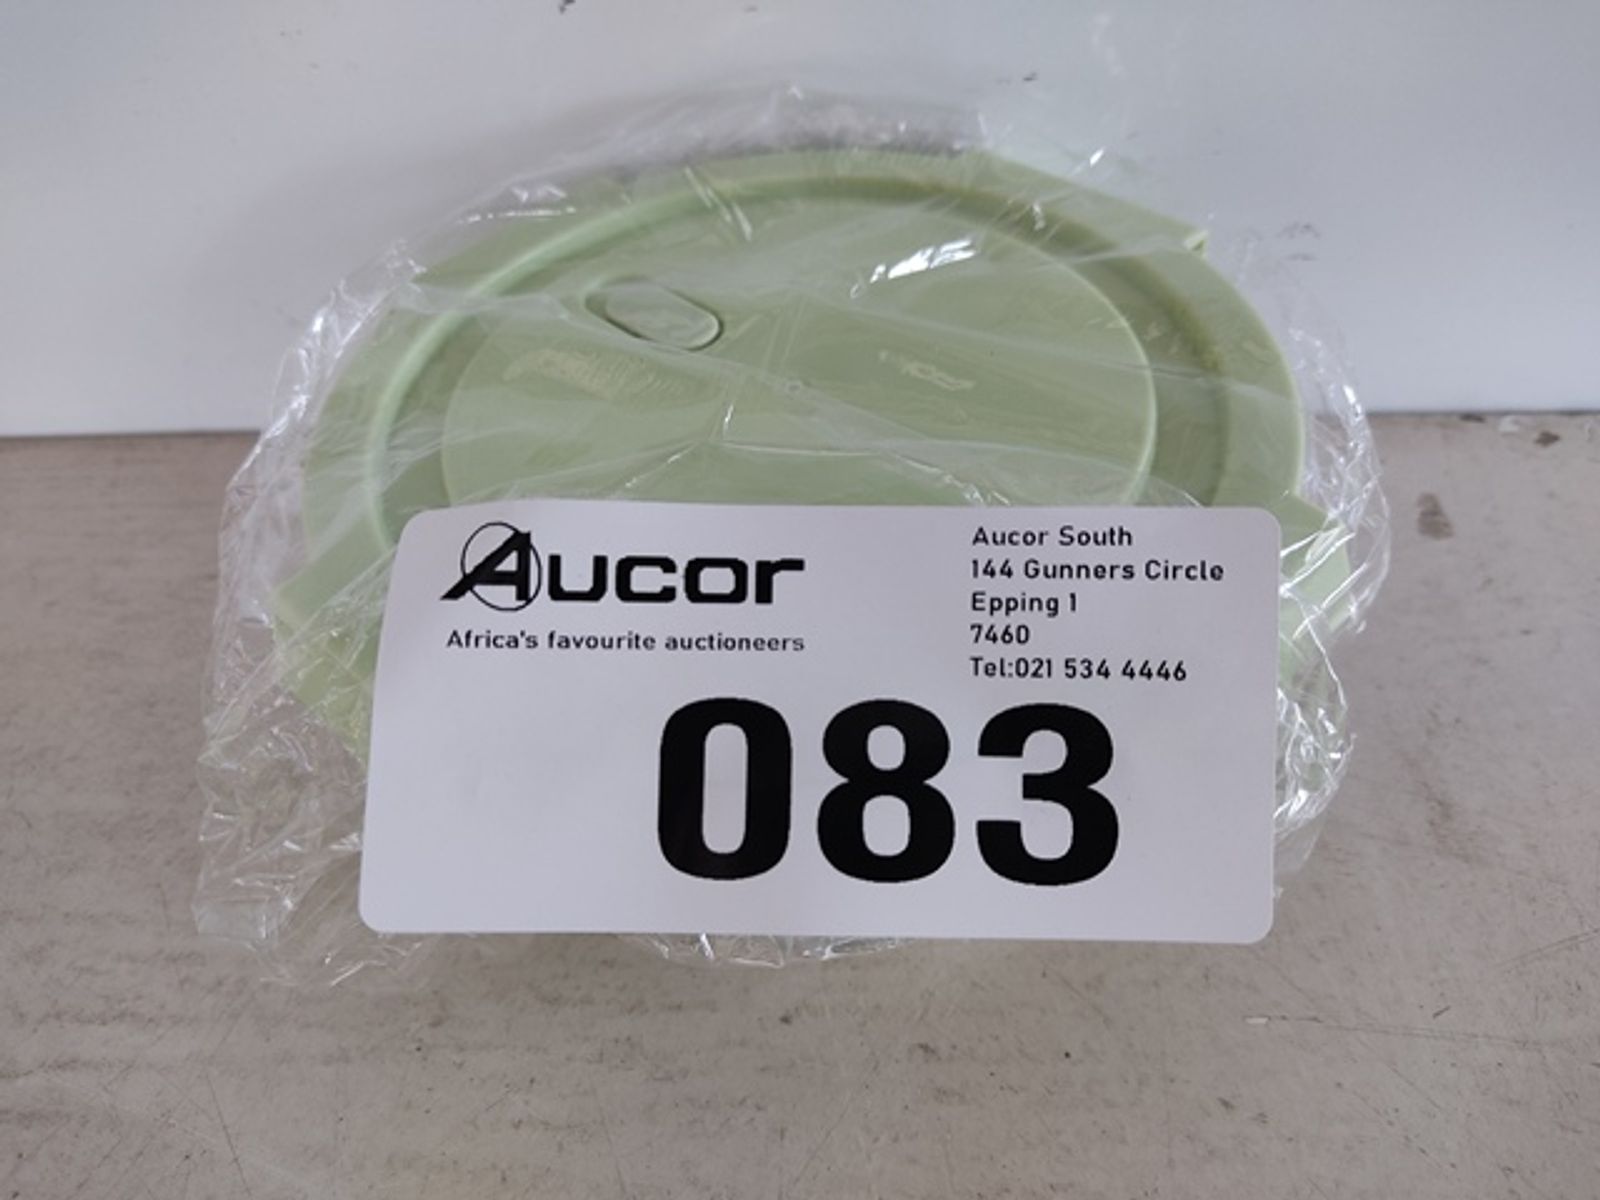 Aucor
Africa's favourite auctioneers
Aucor South
144 Gunners Circle
Epping 1
7460
Tel:021 534 4446
083